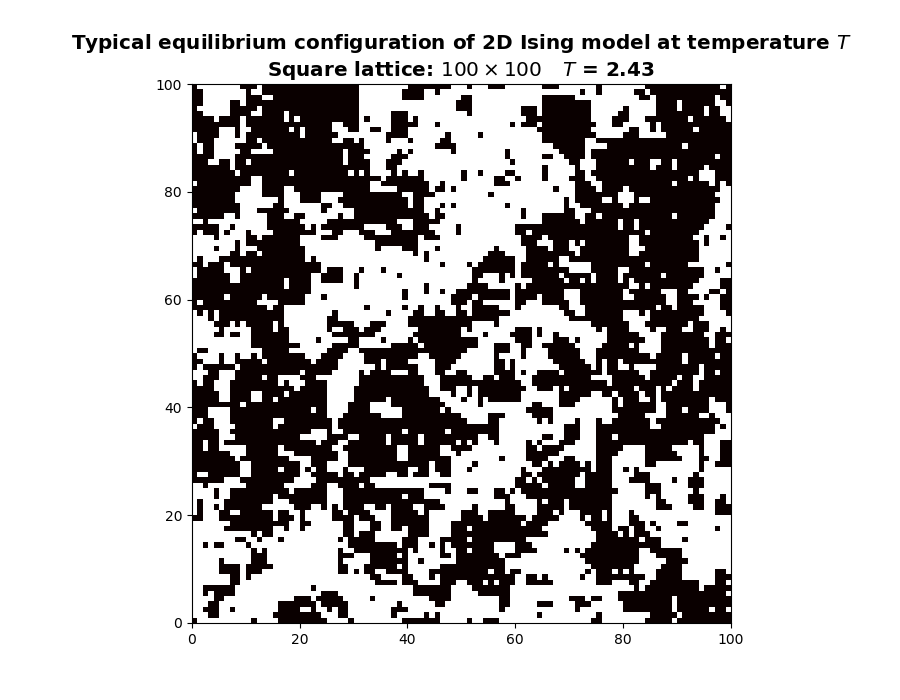 Typical equilibrium configuration of 2D Ising model at temperature T
Square lattice: 100 × 100 T = 2.43
100
80
60
40
20
0
0 20 40 60 80 100